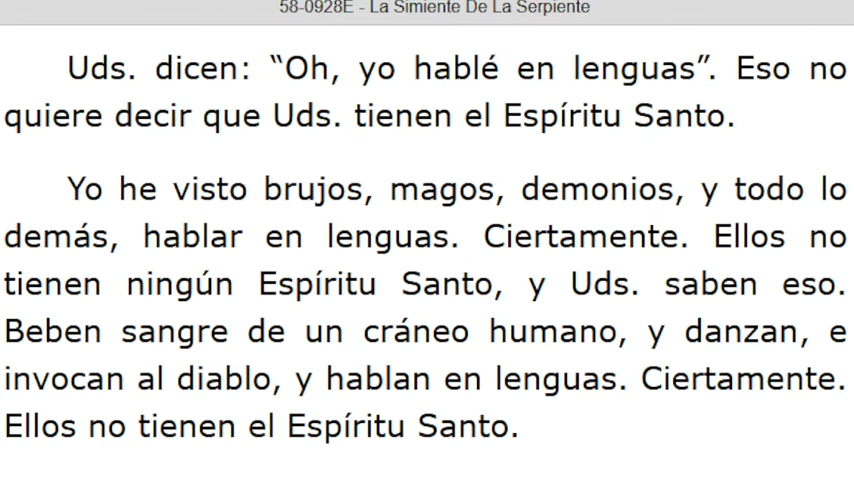 58-0928E - La Simiente De La Serpiente
Uds. dicen: “Oh, yo hablé en lenguas”. Eso no
quiere decir que Uds. tienen el Espíritu Santo.
Yo he visto brujos, magos, demonios, y todo lo
demás, hablar en lenguas. Ciertamente. Ellos no
tienen ningún Espíritu Santo, y Uds. saben eso.
Beben sangre de un cráneo humano, y danzan, e
invocan al diablo, y hablan en lenguas. Ciertamente.
Ellos no tienen el Espíritu Santo.